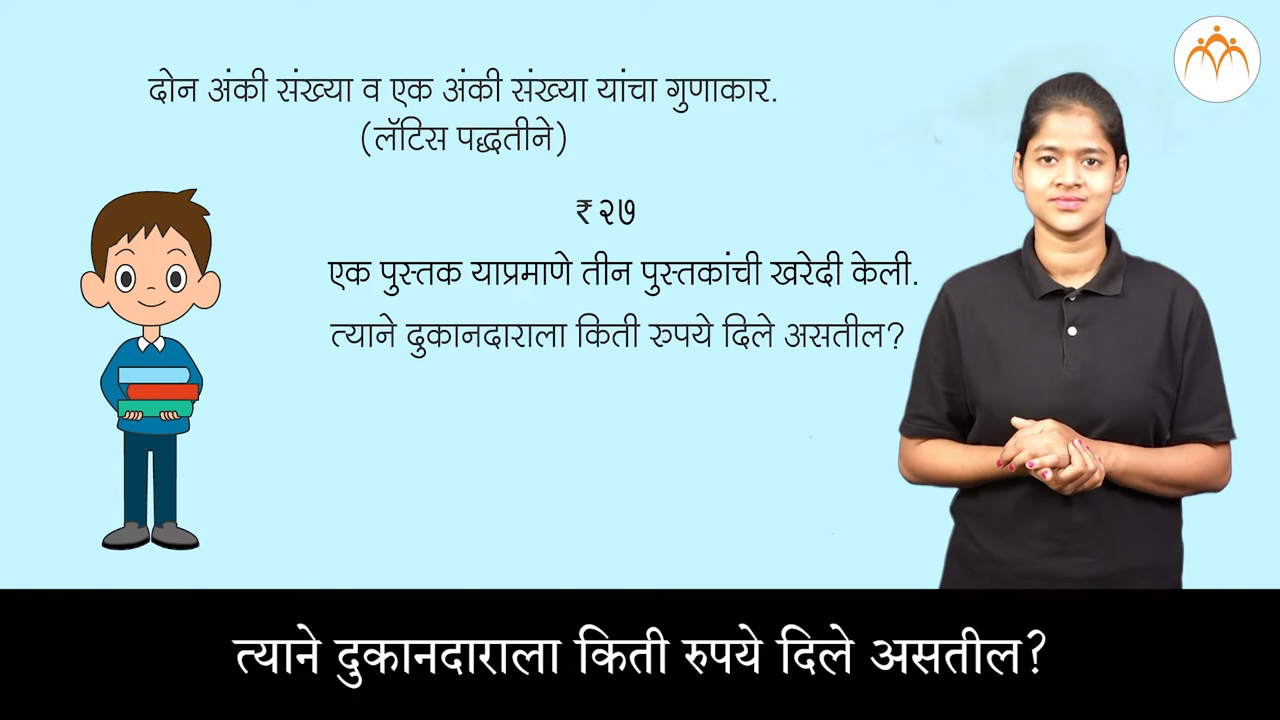 दोन अंकी संख्या व एक अंकी संख्या यांचा गुणाकार.
(लॅटिस पद्धतीने)
₹ २७
एक पुस्तक याप्रमाणे तीन पुस्तकांची खरेदी केली.
त्याने दुकानदाराला किती रुपये दिले असतील?
त्याने दुकानदाराला किती रुपये दिले असतील?